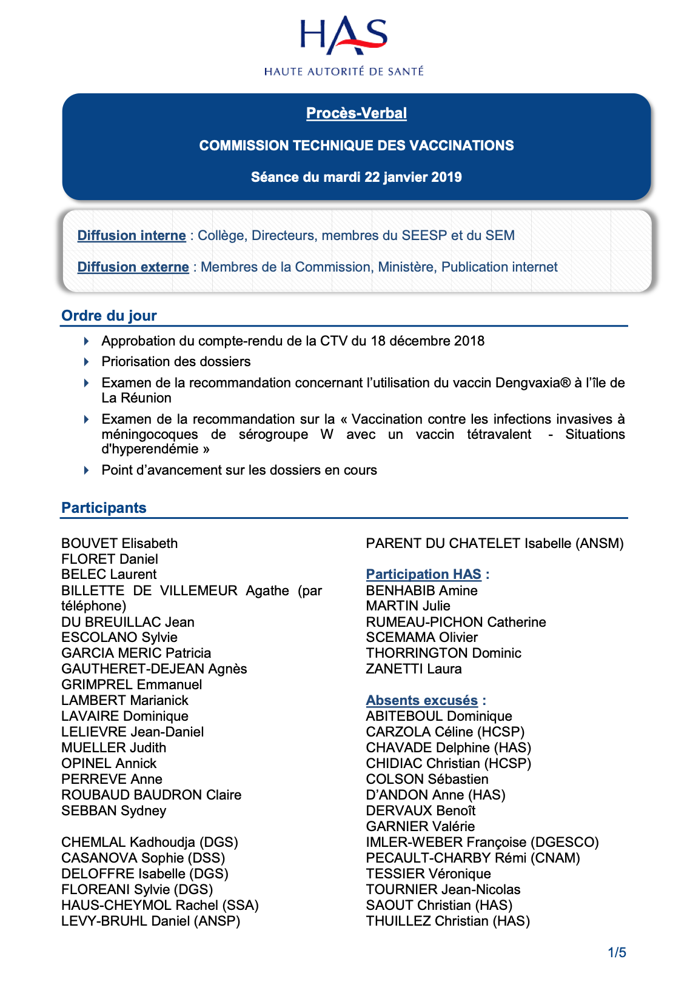 HAS
HAUTE AUTORITÉ DE SANTÉ
Procès-Verbal
COMMISSION TECHNIQUE DES VACCINATIONS
Séance du mardi 22 janvier 2019
Diffusion interne : Collège, Directeurs, membres du SEESP et du SEM
Diffusion externe : Membres de la Commission, Ministère, Publication internet
Ordre du jour
Approbation du compte-rendu de la CTV du 18 décembre 2018
Priorisation des dossiers
Examen de la recommandation concernant l’utilisation du vaccin Dengvaxia® à l’île de
La Réunion
Examen de la recommandation sur la « Vaccination contre les infections invasives à
méningocoques de sérogroupe W avec un vaccin tétravalent - Situations
d'hyperendémie »
Point d’avancement sur les dossiers en cours
Participants
BOUVET Elisabeth
FLORET Daniel
BELEC Laurent
BILLETTE DE VILLEMEUR Agathe (par
téléphone)
DU BREUILLAC Jean
ESCOLANO Sylvie
GARCIA MERIC Patricia
GAUTHERET-DEJEAN Agnès
GRIMPREL Emmanuel
LAMBERT Marianick
LAVAIRE Dominique
LELIEVRE Jean-Daniel
MUELLER Judith
OPINEL Annick
PERREVE Anne
ROUBAUD BAUDRON Claire
SEBBAN Sydney
CHEMLAL Kadhoudja (DGS)
CASANOVA Sophie (DSS)
DELOFFRE Isabelle (DGS)
FLOREANI Sylvie (DGS)
HAUS-CHEYMOL Rachel (SSA)
LEVY-BRUHL Daniel (ANSP)
PARENT DU CHATELET Isabelle (ANSM)
Participation HAS :
BENHABIB Amine
MARTIN Julie
RUMEAU-PICHON Catherine
SCEMAMA Olivier
THORRINGTON Dominic
ZANETTI Laura
Absents excusés :
ABITEBOUL Dominique
CARZOLA Céline (HCSP)
CHAVADE Delphine (HAS)
CHIDIAC Christian (HCSP)
COLSON Sébastien
D’ANDON Anne (HAS)
DERVAUX Benoît
GARNIER Valérie
IMLER-WEBER Françoise (DGESCO)
PECAULT-CHARBY Rémi (CNAM)
TESSIER Véronique
TOURNIER Jean-Nicolas
SAOUT Christian (HAS)
THUILLEZ Christian (HAS)
1/5